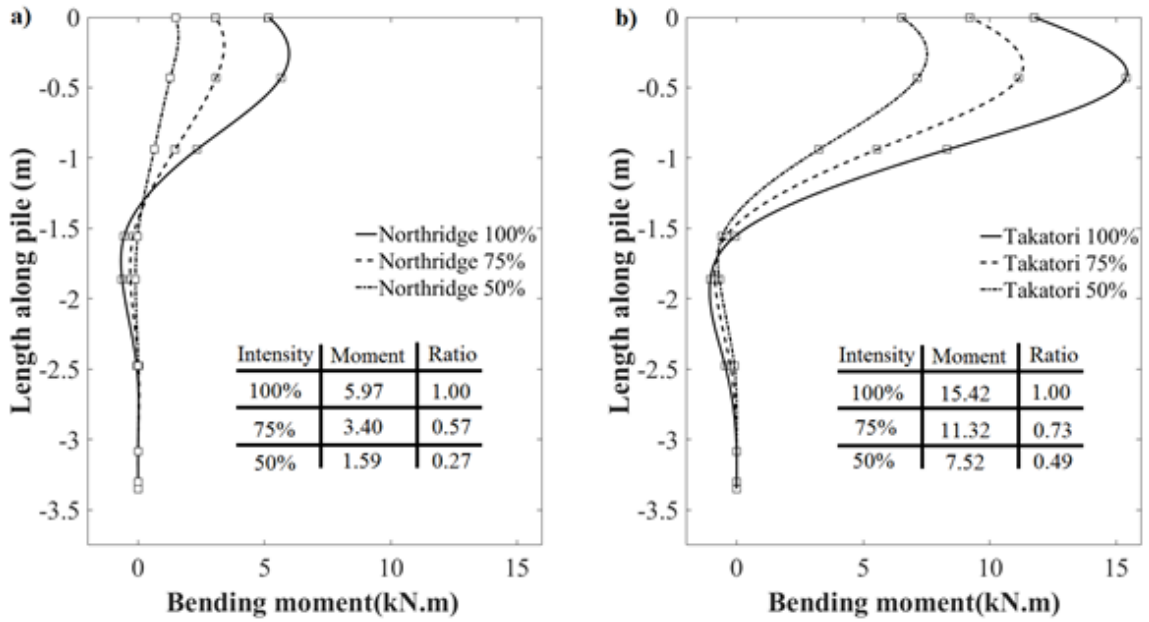 a)
Length along pile (m)
0
-0.5
-1
-1.5
-2
-2.5
-3
-3.5
Northridge 100%
Northridge 75%
Northridge 50%
Intensity Moment Ratio
100% 5.97 1.00
75% 3.40 0.57
50% 1.59 0.27
0 5 10 15
Bending moment(kN.m)
b)
Length along pile (m)
0
-0.5
-1
-1.5
-2
-2.5
-3
-3.5
Takatori 100%
Takatori 75%
Takatori 50%
Intensity Moment Ratio
100% 15.42 1.00
75% 11.32 0.73
50% 7.52 0.49
0 5 10 15
Bending moment(kN.m)